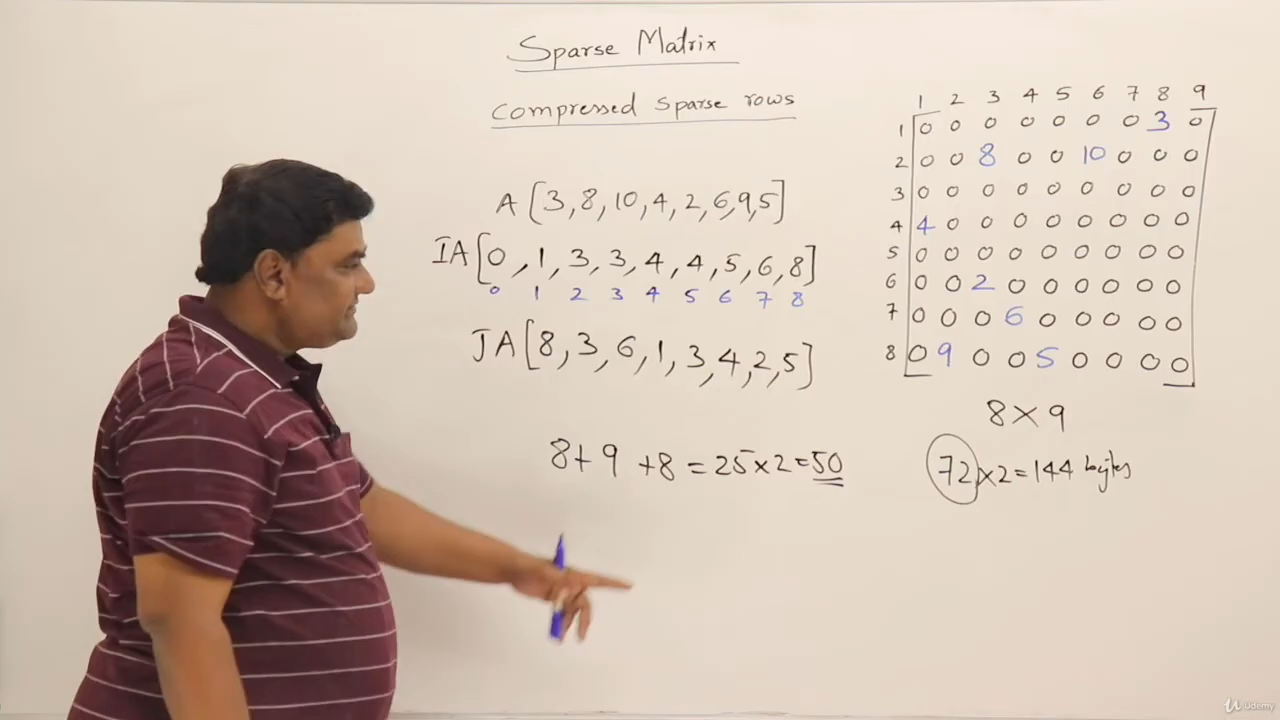 Sparse Matrix
Compressed Sparse rows
A [3, 8, 10, 4, 2, 6, 9, 5]
IA [0, 1, 3, 3, 4, 4, 5, 6, 8]
0 1 2 3 4 5 6 7 8
JA [8, 3, 6, 1, 3, 4, 2, 5]
8+9+8=25×2=50
1 2 3 4 5 6 7 8 9
1 0 0 0 0 0 0 0 3 0
2 0 0 8 0 0 10 0 0 0
3 0 0 0 0 0 0 0 0 0
4 4 0 0 0 0 0 0 0 0
5 0 0 0 0 0 0 0 0 0
6 0 0 2 0 0 0 0 0 0
7 0 0 0 6 0 0 0 0 0
8 0 9 0 0 5 0 0 0 0
8×9
72×2=144 bytes
Udemy